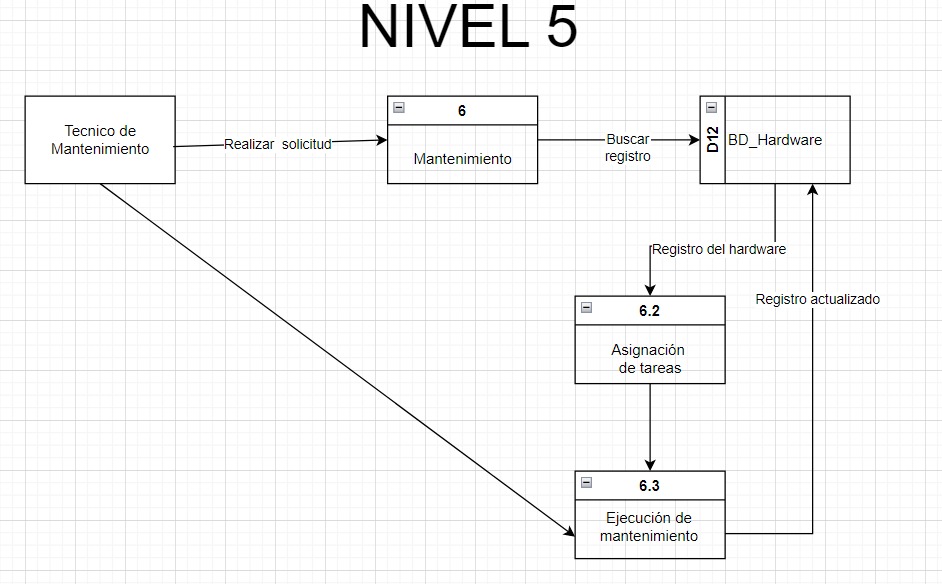 NIVEL 5
Tecnico de
Mantenimiento
Realizar solicitud
6
Mantenimiento
Buscar
registro
D12
BD_Hardware
Registro del hardware
Registro actualizado
6.2
Asignación
de tareas
6.3
Ejecución de
mantenimiento